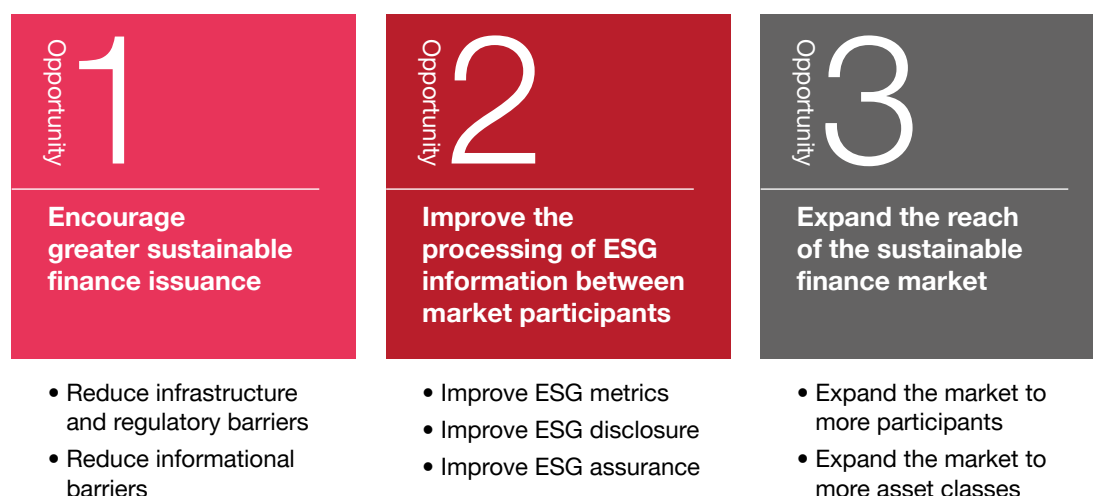 Opportunity 1
Encourage
greater sustainable
finance issuance
• Reduce infrastructure
and regulatory barriers
• Reduce informational
barriers
Opportunity 2
Improve the
processing of ESG
information between
market participants
• Improve ESG metrics
• Improve ESG disclosure
• Improve ESG assurance
Opportunity 3
Expand the reach
of the sustainable
finance market
• Expand the market to
more participants
• Expand the market to
more asset classes